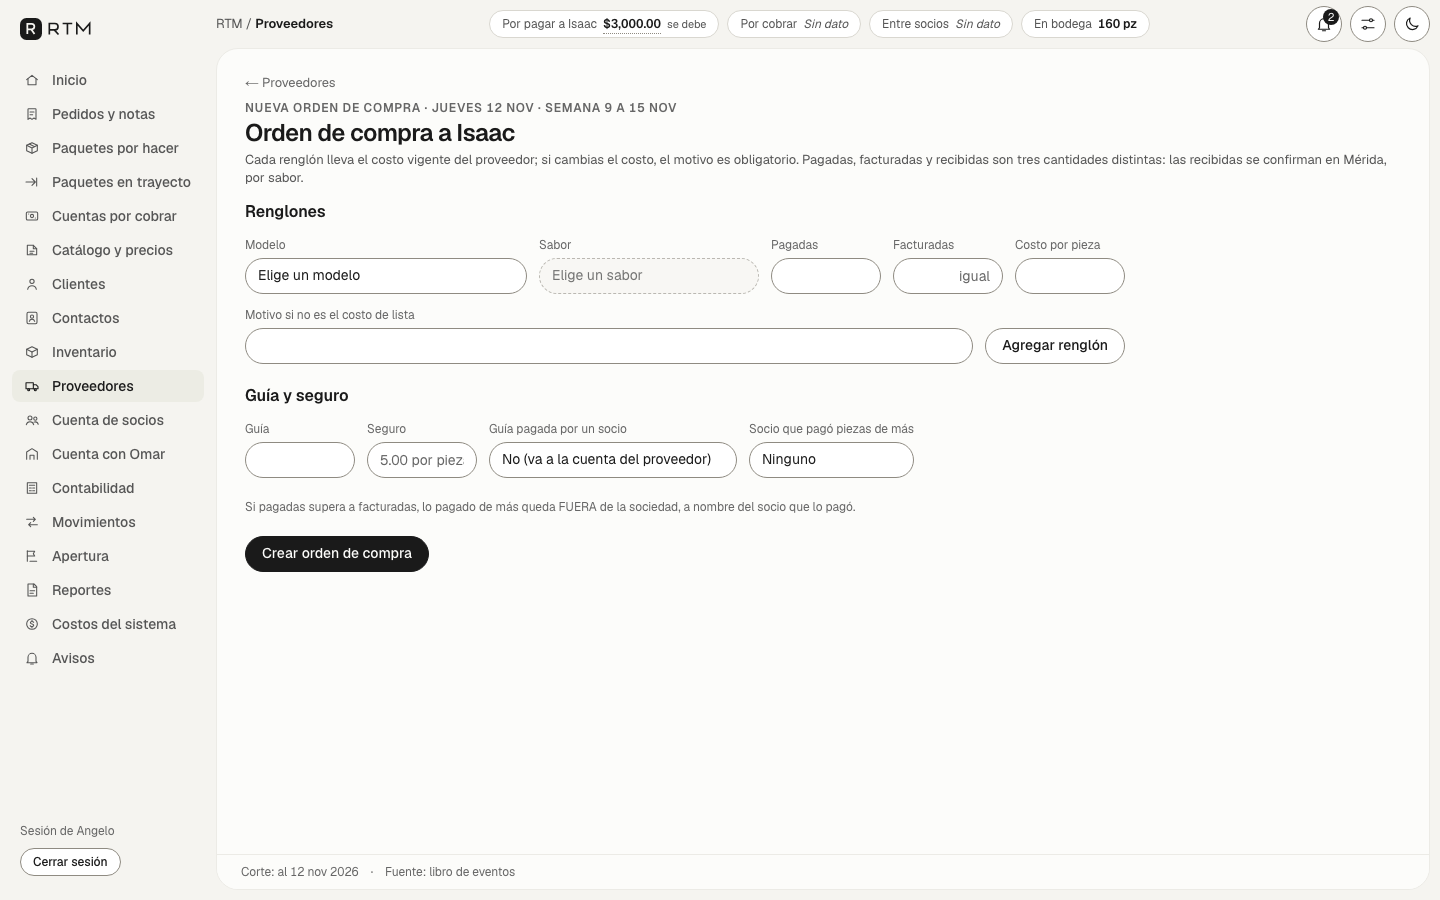 R RTM
RTM / Proveedores
Por pagar a Isaac $3,000.00 se debe
Por cobrar Sin dato
Entre socios Sin dato
En bodega 160 pz
2
Inicio
Pedidos y notas
Paquetes por hacer
Paquetes en trayecto
Cuentas por cobrar
Catálogo y precios
Clientes
Contactos
Inventario
Proveedores
Cuenta de socios
Cuenta con Omar
Contabilidad
Movimientos
Apertura
Reportes
Costos del sistema
Avisos
Sesión de Angelo
Cerrar sesión
← Proveedores
NUEVA ORDEN DE COMPRA · JUEVES 12 NOV · SEMANA 9 A 15 NOV
Orden de compra a Isaac
Cada renglón lleva el costo vigente del proveedor; si cambias el costo, el motivo es obligatorio. Pagadas, facturadas y recibidas son tres cantidades distintas: las recibidas se confirman en Mérida,
por sabor.
Renglones
Modelo Sabor Pagadas Facturadas Costo por pieza
Elige un modelo Elige un sabor igual
Motivo si no es el costo de lista
Agregar renglón
Guía y seguro
Guía Seguro Guía pagada por un socio Socio que pagó piezas de más
5.00 por piez No (va a la cuenta del proveedor) Ninguno
Si pagadas supera a facturadas, lo pagado de más queda FUERA de la sociedad, a nombre del socio que lo pagó.
Crear orden de compra
Corte: al 12 nov 2026 · Fuente: libro de eventos